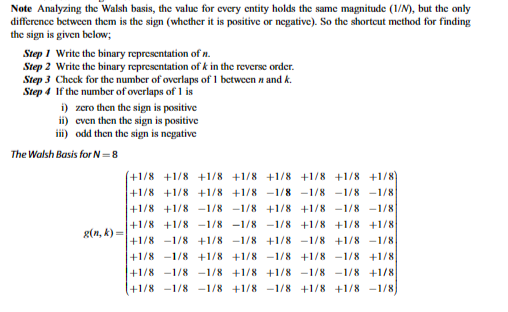 Note Analyzing the Walsh basis, the value for every entity holds the same magnitude (1/N), but the only
difference between them is the sign (whether it is positive or negative). So the shortcut method for finding
the sign is given below;
Step 1 Write the binary representation of n.
Step 2 Write the binary representation of k in the reverse order.
Step 3 Check for the number of overlaps of 1 between n and k.
Step 4 If the number of overlaps of 1 is
i) zero then the sign is positive
ii) even then the sign is positive
iii) odd then the sign is negative
The Walsh Basis for N = 8
+1/8 +1/8 +1/8 +1/8 +1/8 +1/8 +1/8 +1/8
+1/8 +1/8 +1/8 +1/8 −1/8 −1/8 −1/8 −1/8
+1/8 +1/8 −1/8 −1/8 +1/8 +1/8 −1/8 −1/8
+1/8 +1/8 −1/8 −1/8 −1/8 +1/8 +1/8 +1/8
g(n, k) =
+1/8 −1/8 +1/8 −1/8 +1/8 −1/8 +1/8 −1/8
+1/8 −1/8 +1/8 +1/8 −1/8 +1/8 −1/8 +1/8
+1/8 −1/8 −1/8 +1/8 +1/8 −1/8 −1/8 +1/8
+1/8 −1/8 −1/8 +1/8 −1/8 +1/8 +1/8 −1/8